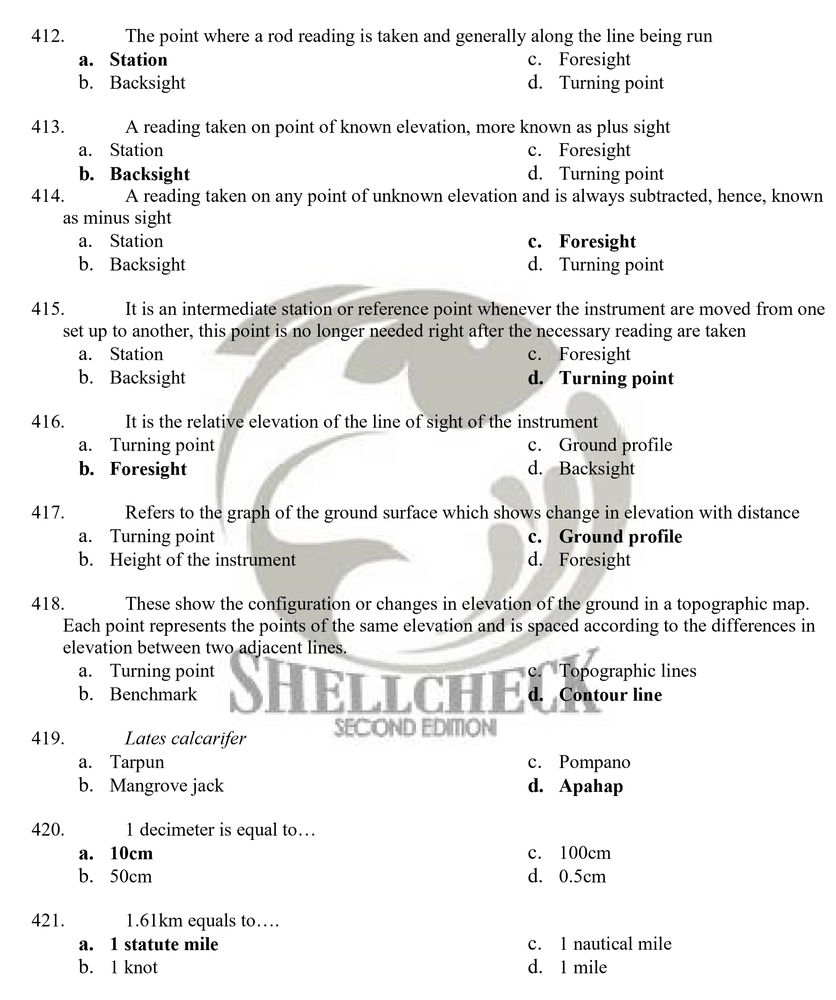 412. The point where a rod reading is taken and generally along the line being run
a. Station c. Foresight
b. Backsight d. Turning point
413. A reading taken on point of known elevation, more known as plus sight
a. Station c. Foresight
b. Backsight d. Turning point
414. A reading taken on any point of unknown elevation and is always subtracted, hence, known
as minus sight
a. Station c. Foresight
b. Backsight d. Turning point
415. It is an intermediate station or reference point whenever the instrument are moved from one
set up to another, this point is no longer needed right after the necessary reading are taken
a. Station c. Foresight
b. Backsight d. Turning point
416. It is the relative elevation of the line of sight of the instrument
a. Turning point c. Ground profile
b. Foresight d. Backsight
417. Refers to the graph of the ground surface which shows change in elevation with distance
a. Turning point c. Ground profile
b. Height of the instrument d. Foresight
418. These show the configuration or changes in elevation of the ground in a topographic map.
Each point represents the points of the same elevation and is spaced according to the differences in
elevation between two adjacent lines.
a. Turning point c. Topographic lines
b. Benchmark d. Contour line
SHELLCHECK
SECOND EDITION
419. Lates calcarifer
a. Tarpun c. Pompano
b. Mangrove jack d. Apahap
420. 1 decimeter is equal to…
a. 10cm c. 100cm
b. 50cm d. 0.5cm
421. 1.61km equals to….
a. 1 statute mile c. 1 nautical mile
b. 1 knot d. 1 mile